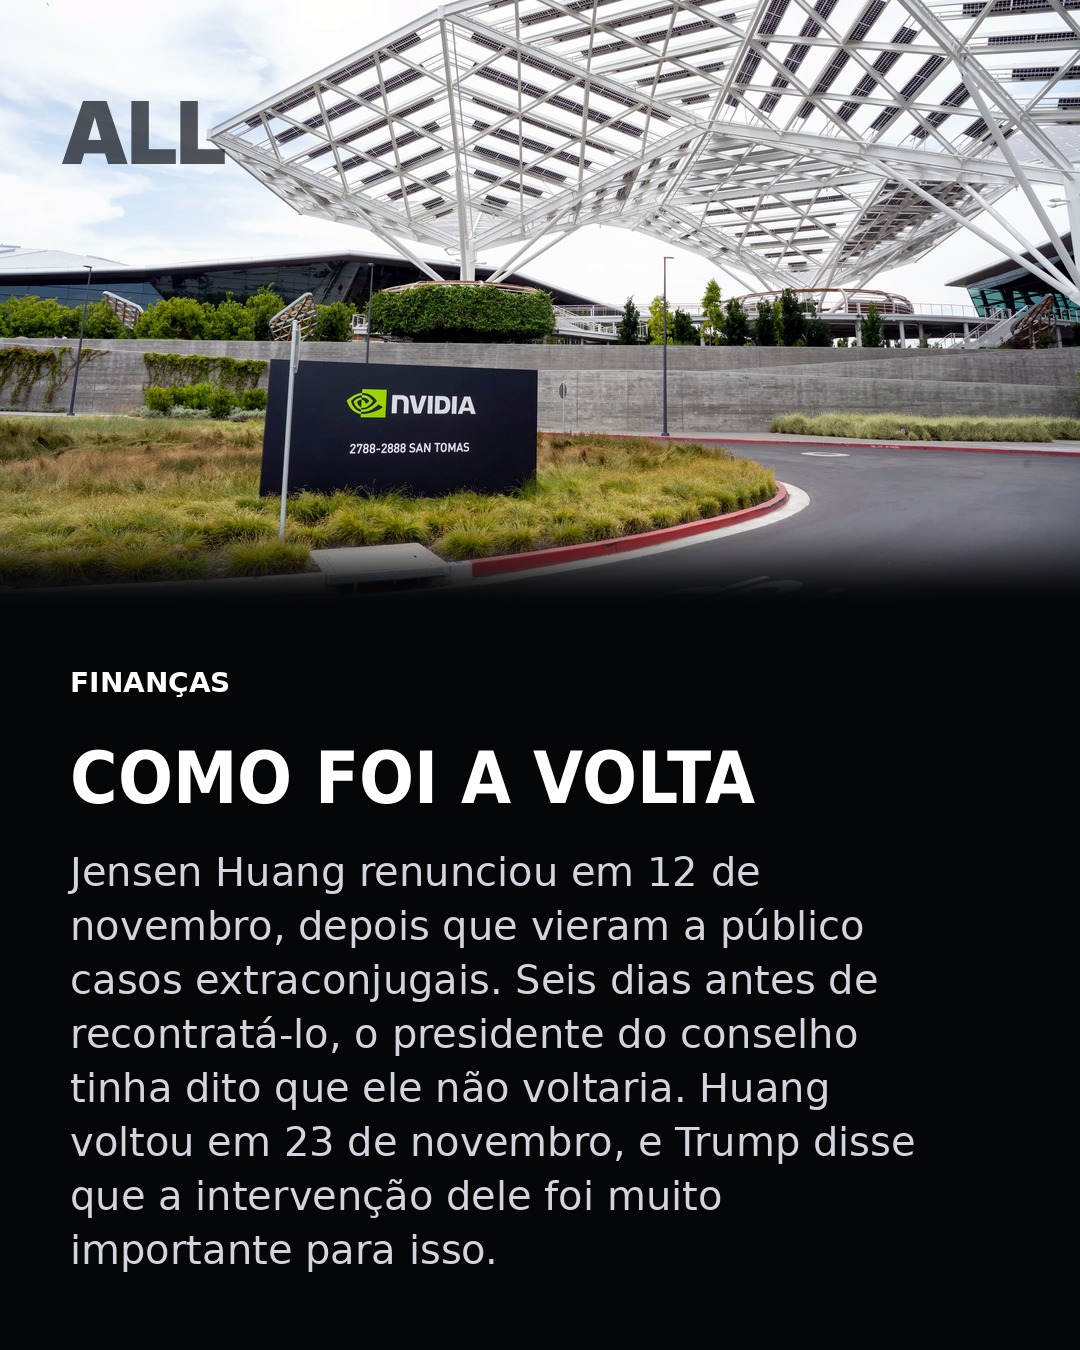 ALL
NVIDIA
2788-2888 SAN TOMAS
FINANÇAS
COMO FOI A VOLTA
Jensen Huang renunciou em 12 de
novembro, depois que vieram a público
casos extraconjugais. Seis dias antes de
recontratá-lo, o presidente do conselho
tinha dito que ele não voltaria. Huang
voltou em 23 de novembro, e Trump disse
que a intervenção dele foi muito
importante para isso.